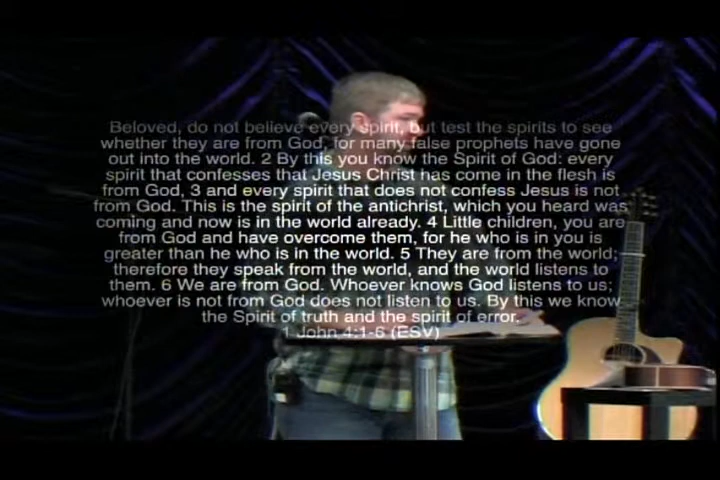 Beloved, do not believe every spirit, but test the spirits to see
whether they are from God, for many false prophets have gone
out into the world. 2 By this you know the Spirit of God: every
spirit that confesses that Jesus Christ has come in the flesh is
from God, 3 and every spirit that does not confess Jesus is not
from God. This is the spirit of the antichrist, which you heard was
coming and now is in the world already. 4 Little children, you are
from God and have overcome them, for he who is in you is
greater than he who is in the world. 5 They are from the world;
therefore they speak from the world, and the world listens to
them. 6 We are from God. Whoever knows God listens to us;
whoever is not from God does not listen to us. By this we know
the Spirit of truth and the spirit of error.
1 John 4:1-6 (ESV)